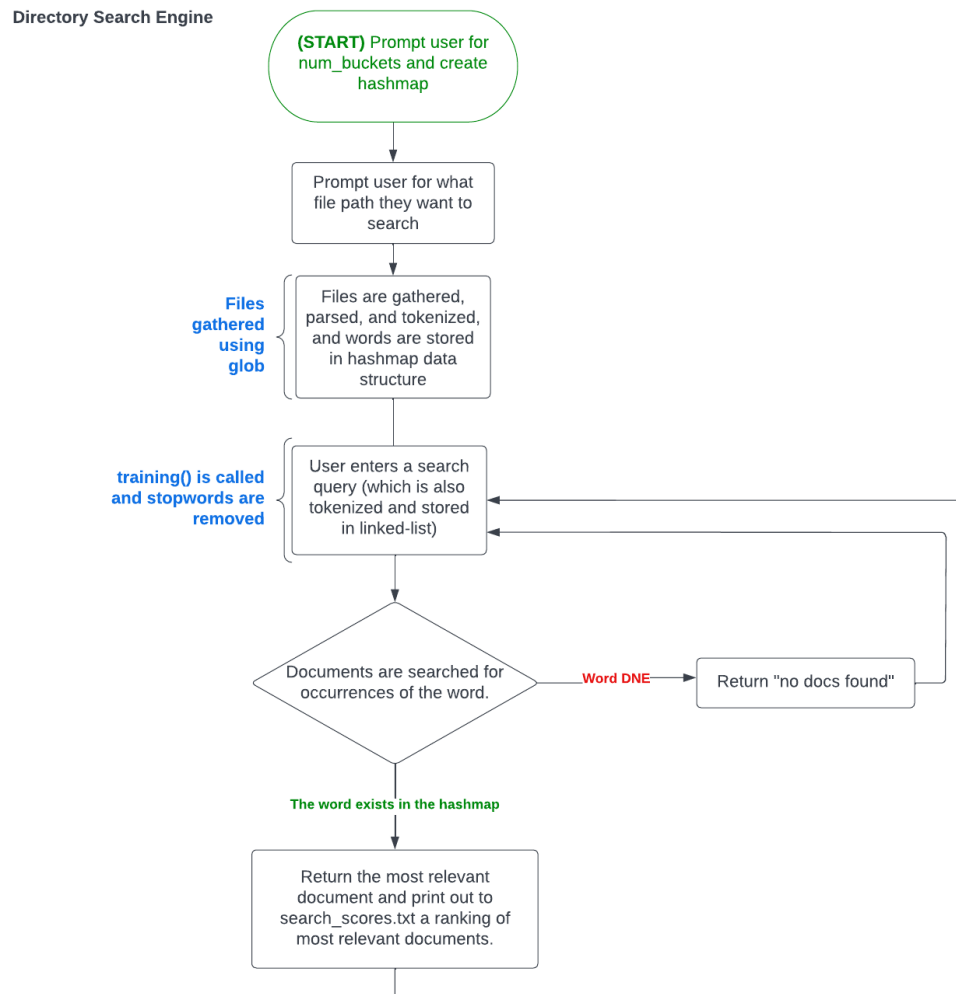 Directory Search Engine
(START) Prompt user for
num_buckets and create
hashmap
Prompt user for what
file path they want to
search
Files
gathered
using
glob
Files are gathered,
parsed, and tokenized,
and words are stored
in hashmap data
structure
training() is called
and stopwords are
removed
User enters a search
query (which is also
tokenized and stored
in linked-list)
Documents are searched for
occurrences of the word.
Word DNE
Return "no docs found"
The word exists in the hashmap
Return the most relevant
document and print out to
search_scores.txt a ranking of
most relevant documents.